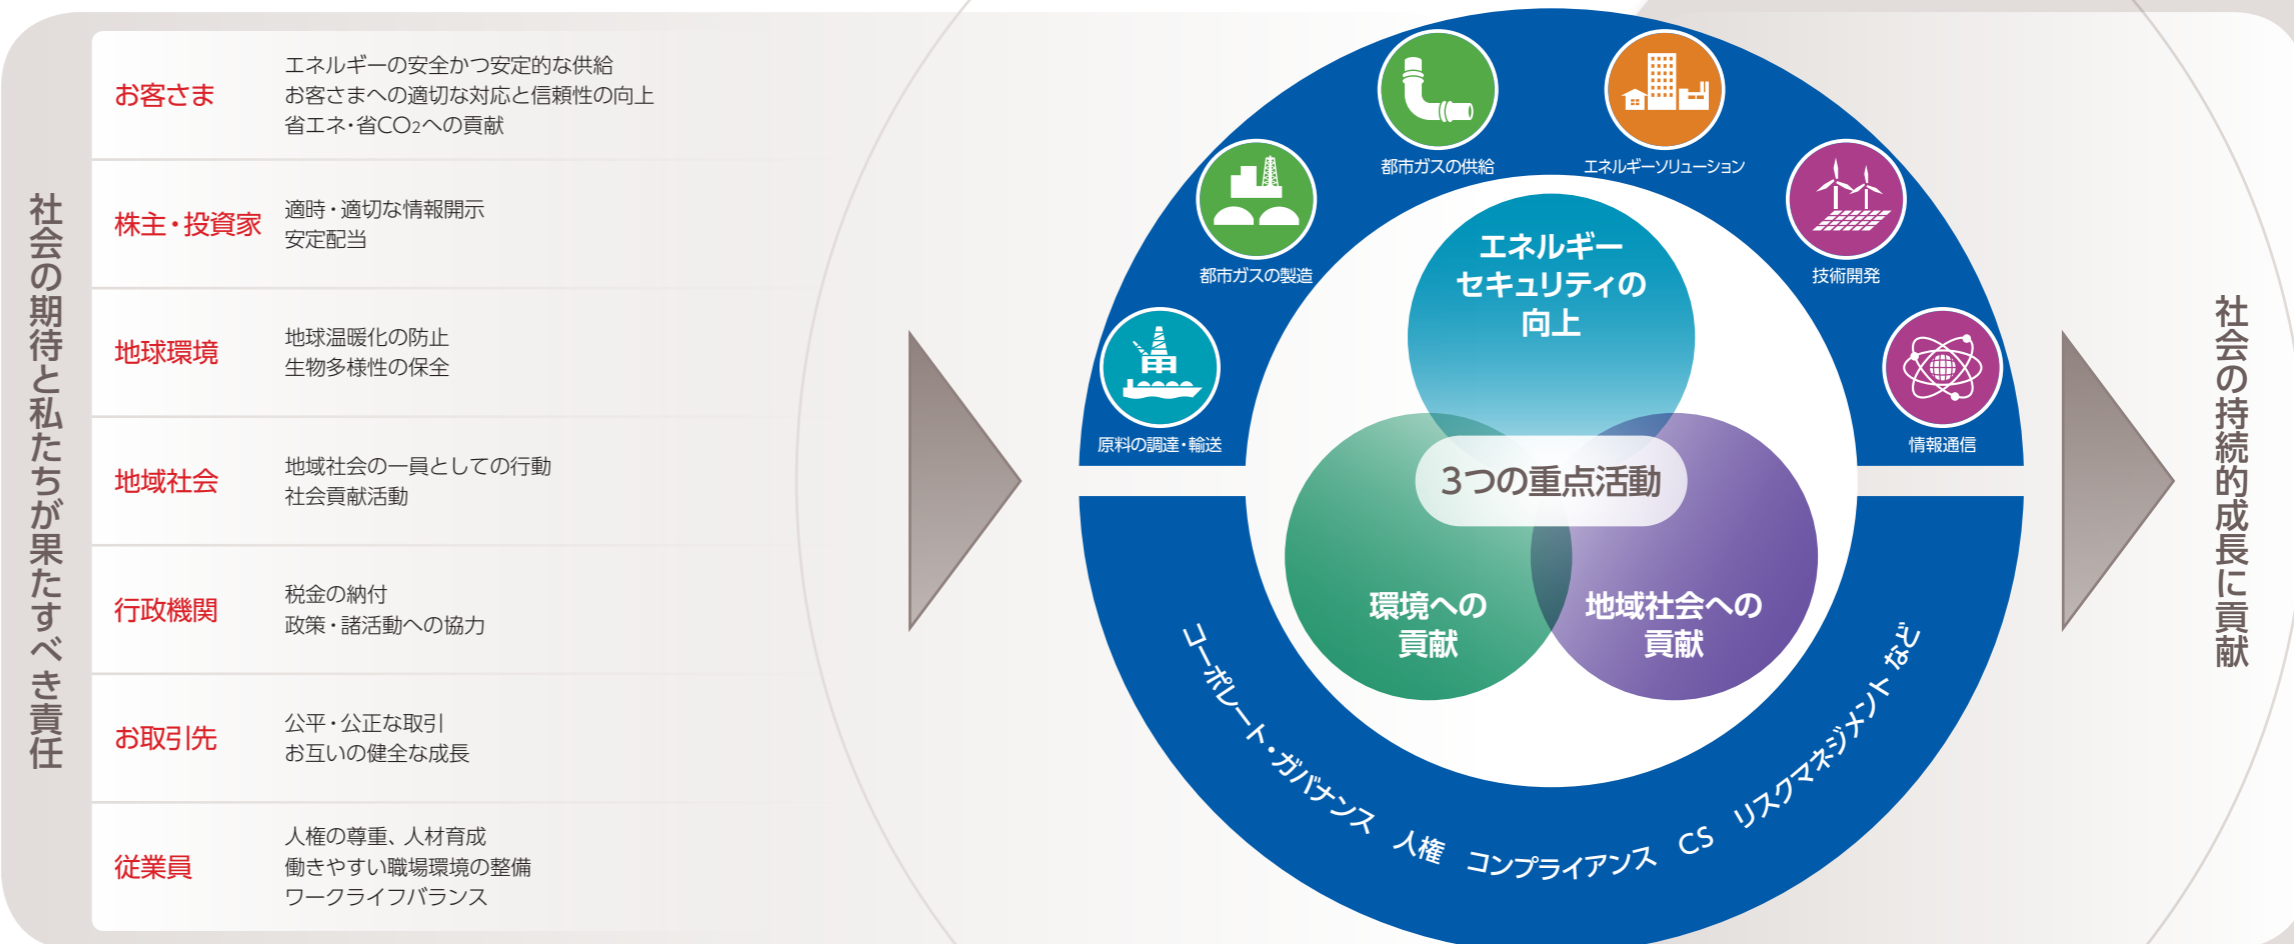 社会の期待と私たちが果たすべき責任
お客さま
エネルギーの安全かつ安定的な供給
お客さまへの適切な対応と信頼性の向上
省エネ・省CO2への貢献
株主・投資家
適時・適切な情報開示
安定配当
地球環境
地球温暖化の防止
生物多様性の保全
地域社会
地域社会の一員としての行動
社会貢献活動
行政機関
税金の納付
政策・諸活動への協力
お取引先
公平・公正な取引
お互いの健全な成長
従業員
人権の尊重、人材育成
働きやすい職場環境の整備
ワークライフバランス
原料の調達・輸送
都市ガスの製造
都市ガスの供給
エネルギーソリューション
技術開発
情報通信
エネルギー
セキュリティの
向上
3つの重点活動
環境への
貢献
地域社会への
貢献
コーポレート・ガバナンス 人権 コンプライアンス CS リスクマネジメント など
社会の持続的成長に貢献